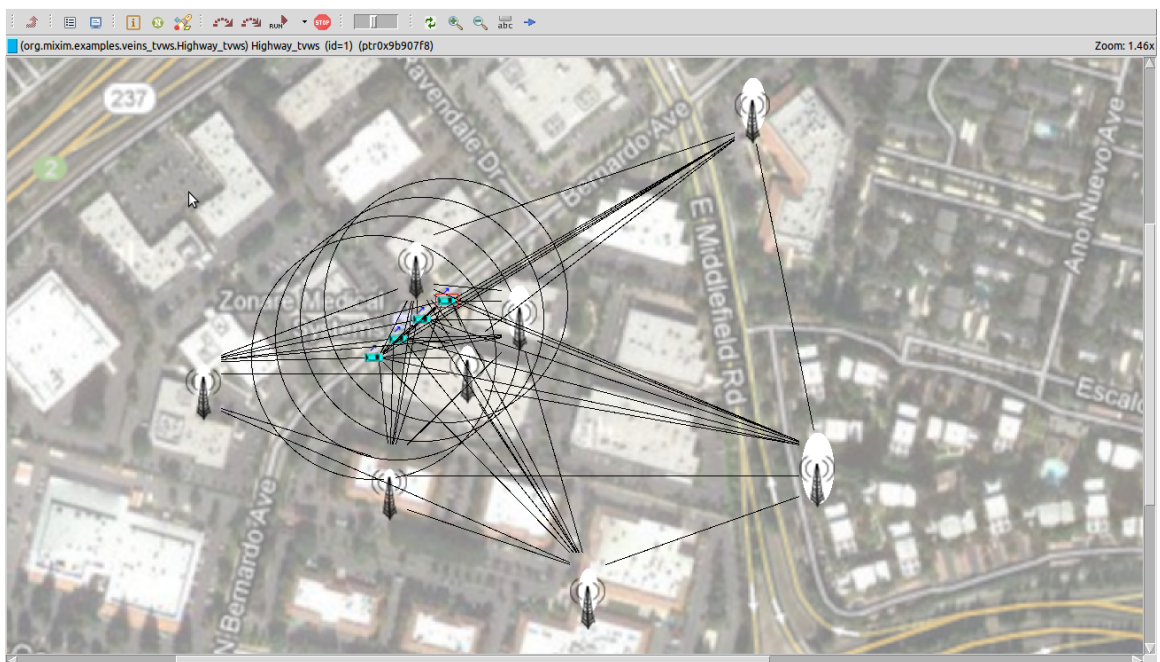 RUN
STOP
abc
(org.mixim.examples.veins_tvws.Highway_tvws) Highway_tvws (id=1) (ptr0x9b907f8)
Zoom: 1.46x
237
2
Ravendale Dr
Bernardo Ave
E Middlefield Rd
Ano Nuevo Ave
Zonare Medical
Systems
Escalo
N Bernardo Ave